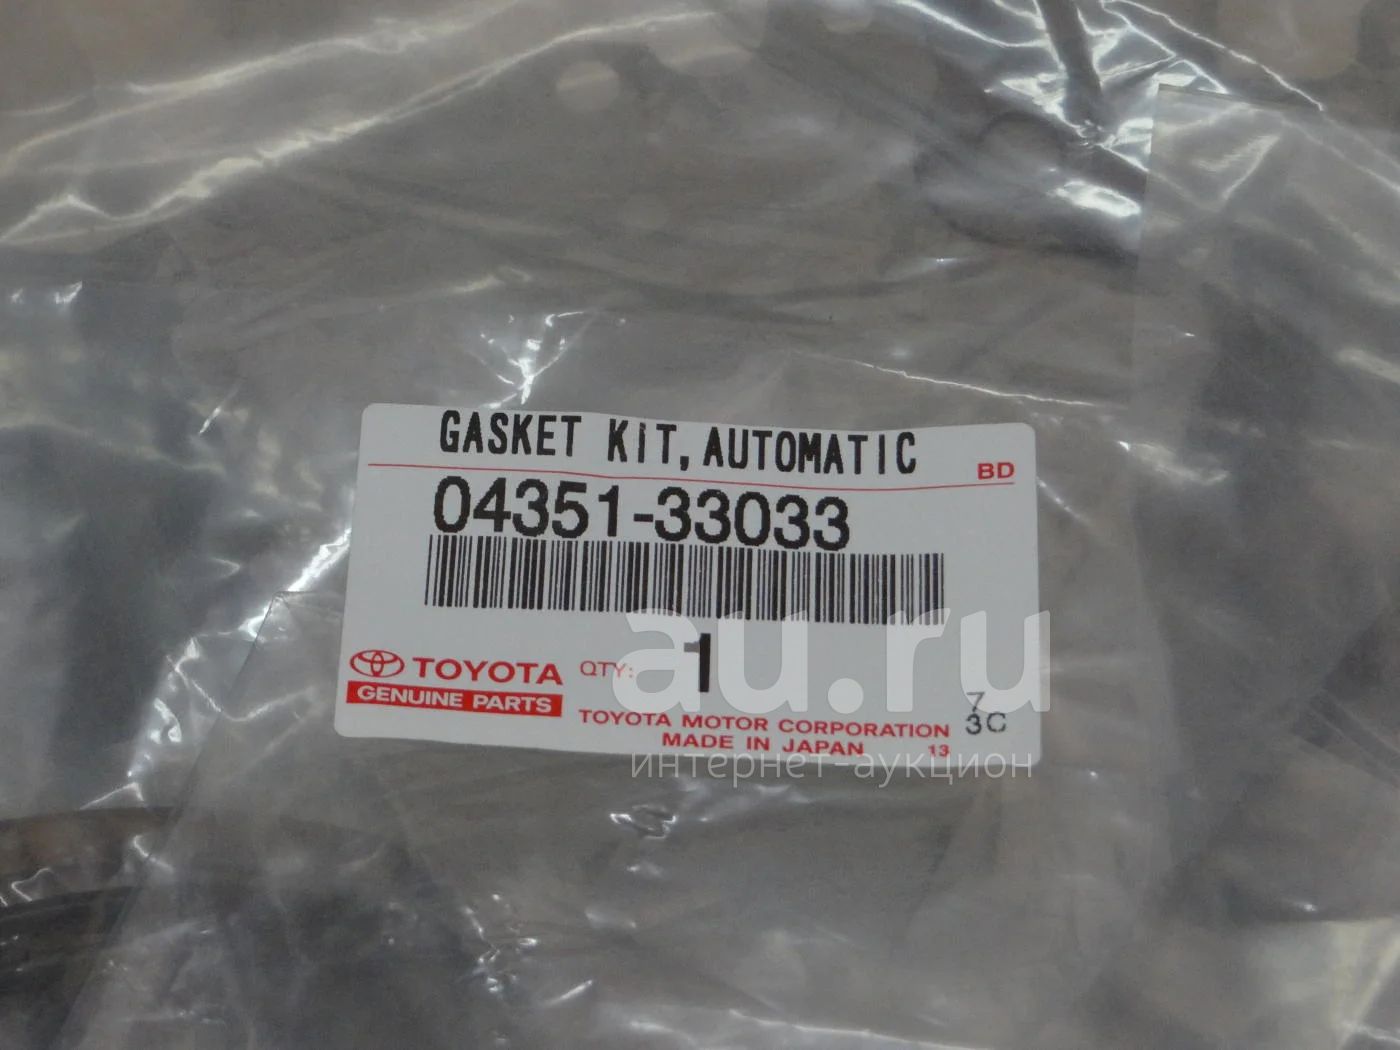 GASKET KIT, AUTOMATIC
BD
04351-33033
TOYOTA
GENUINE PARTS
QTY: 1
TOYOTA MOTOR CORPORATION
MADE IN JAPAN 13
7
3C
au.ru
интернет-аукцион